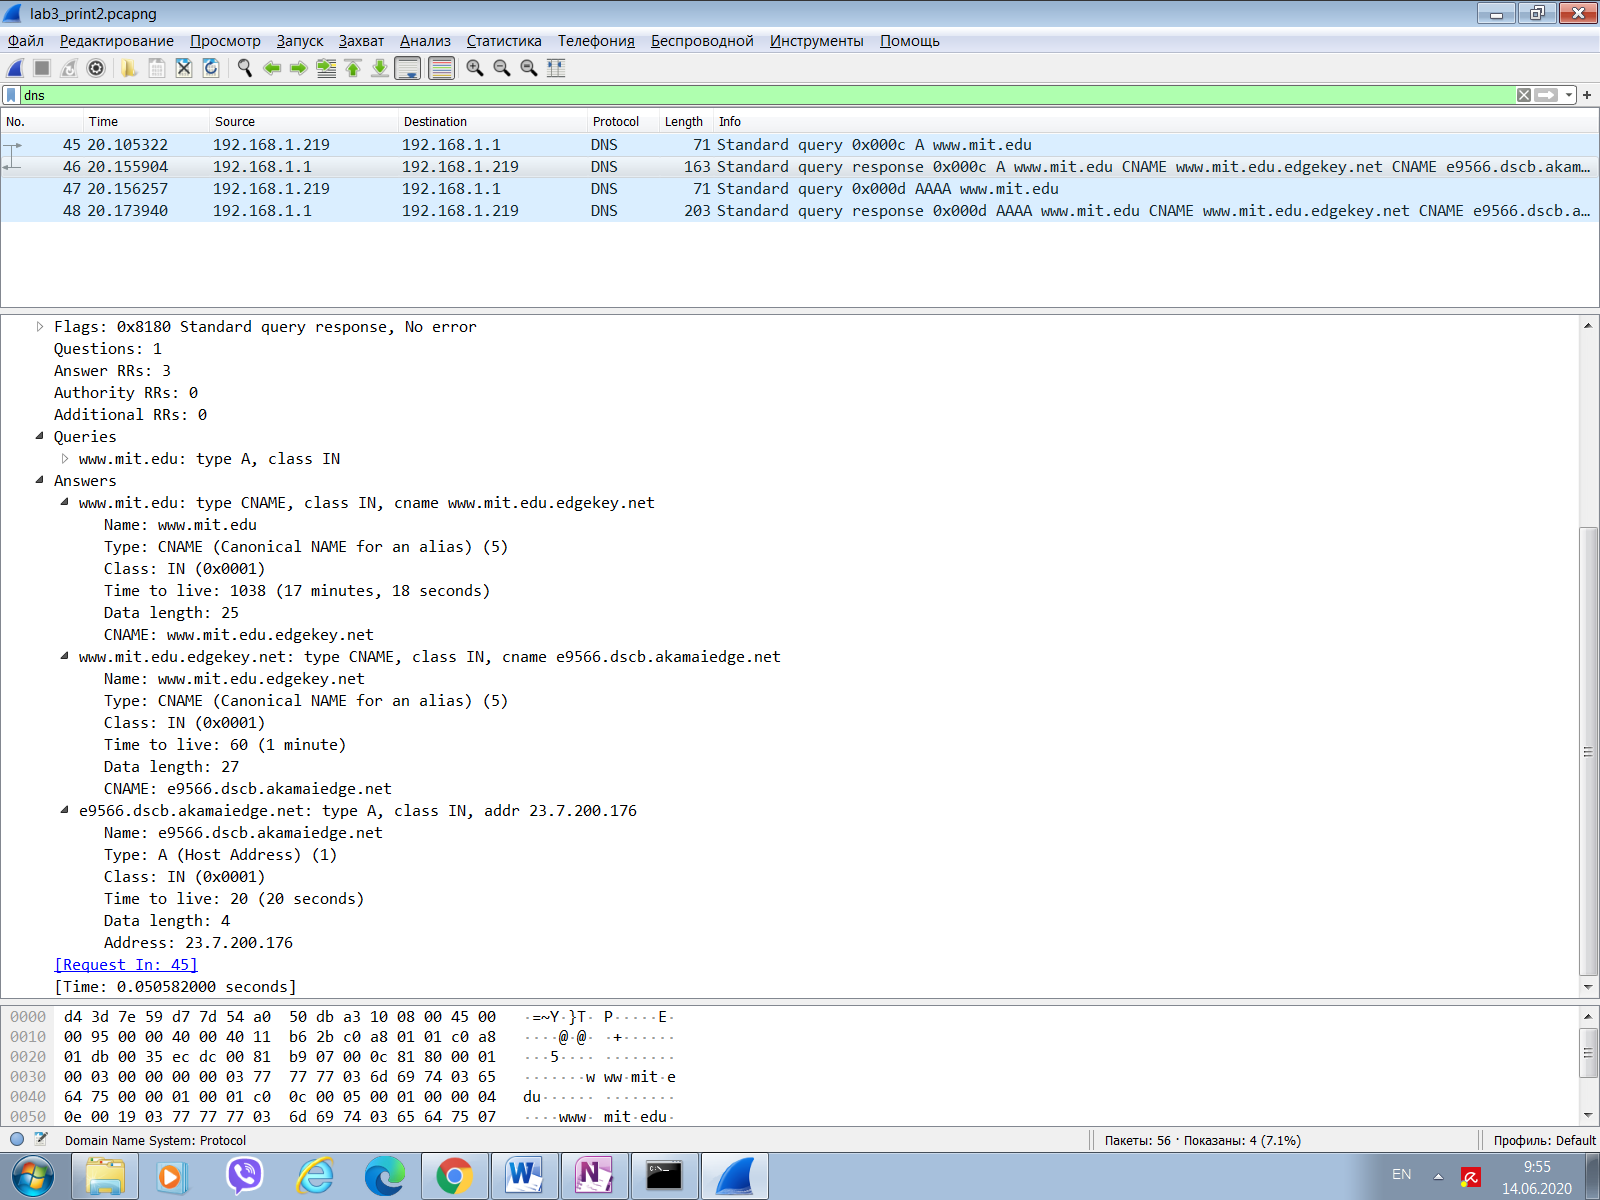 lab3_print2.pcapng
Файл Редактирование Просмотр Запуск Захват Анализ Статистика Телефония Беспроводной Инструменты Помощь
dns
No. Time Source Destination Protocol Length Info
45 20.105322 192.168.1.219 192.168.1.1 DNS 71 Standard query 0x000c A www.mit.edu
46 20.155904 192.168.1.1 192.168.1.219 DNS 163 Standard query response 0x000c A www.mit.edu CNAME www.mit.edu.edgekey.net CNAME e9566.dscb.akam…
47 20.156257 192.168.1.219 192.168.1.1 DNS 71 Standard query 0x000d AAAA www.mit.edu
48 20.173940 192.168.1.1 192.168.1.219 DNS 203 Standard query response 0x000d AAAA www.mit.edu CNAME www.mit.edu.edgekey.net CNAME e9566.dscb.a…
Flags: 0x8180 Standard query response, No error
Questions: 1
Answer RRs: 3
Authority RRs: 0
Additional RRs: 0
Queries
www.mit.edu: type A, class IN
Answers
www.mit.edu: type CNAME, class IN, cname www.mit.edu.edgekey.net
Name: www.mit.edu
Type: CNAME (Canonical NAME for an alias) (5)
Class: IN (0x0001)
Time to live: 1038 (17 minutes, 18 seconds)
Data length: 25
CNAME: www.mit.edu.edgekey.net
www.mit.edu.edgekey.net: type CNAME, class IN, cname e9566.dscb.akamaiedge.net
Name: www.mit.edu.edgekey.net
Type: CNAME (Canonical NAME for an alias) (5)
Class: IN (0x0001)
Time to live: 60 (1 minute)
Data length: 27
CNAME: e9566.dscb.akamaiedge.net
e9566.dscb.akamaiedge.net: type A, class IN, addr 23.7.200.176
Name: e9566.dscb.akamaiedge.net
Type: A (Host Address) (1)
Class: IN (0x0001)
Time to live: 20 (20 seconds)
Data length: 4
Address: 23.7.200.176
[Request In: 45]
[Time: 0.050582000 seconds]
0000 d4 3d 7e 59 d7 7d 54 a0 50 db a3 10 08 00 45 00 ·=~Y·}T· P·····E·
0010 00 95 00 00 40 00 40 11 b6 2b c0 a8 01 01 c0 a8 ····@·@· ·+······
0020 01 db 00 35 ec dc 00 81 b9 07 00 0c 81 80 00 01 ···5···· ········
0030 00 03 00 00 00 00 03 77 77 77 03 6d 69 74 03 65 ·······w ww·mit·e
0040 64 75 00 00 01 00 01 c0 0c 00 05 00 01 00 00 04 du······ ········
0050 0e 00 19 03 77 77 77 03 6d 69 74 03 65 64 75 07 ····www· mit·edu·
Domain Name System: Protocol Пакеты: 56 · Показаны: 4 (7.1%) Профиль: Default
EN 9:55
14.06.2020